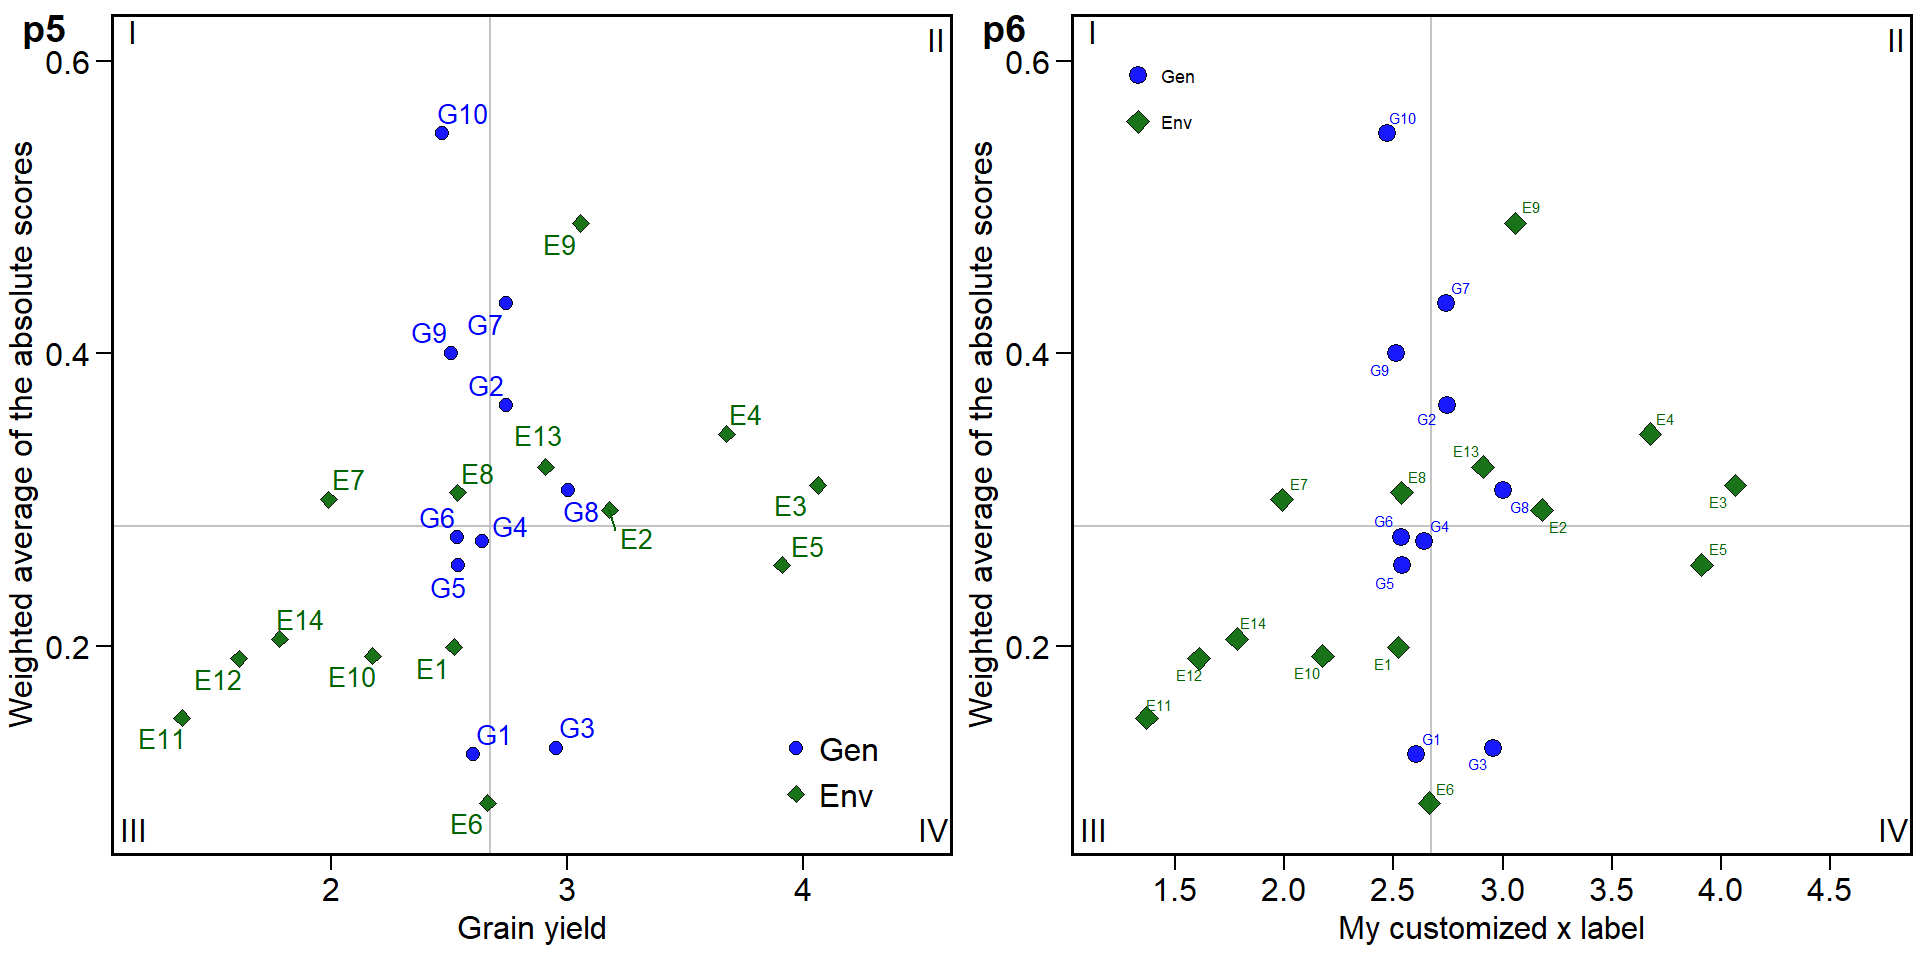 p5
I
II
0.6
G10
E9
G7
G9
0.4
G2
E4
E13
E7
E8
E3
G8
G6
G4
E2
E5
G5
E14
0.2
E1
E12
E10
E11
G1
G3
Gen
Env
E6
III
IV
2
3
4
Grain yield
Weighted average of the absolute scores
p6
I
II
0.6
Gen
Env
G10
E9
G7
0.4
G9
G2
E4
E13
E8
E7
E3
G8
G6
G4
E2
E5
G5
E14
0.2
E1
E10
E12
E11
G1
G3
E6
III
IV
1.5
2.0
2.5
3.0
3.5
4.0
4.5
My customized x label
Weighted average of the absolute scores